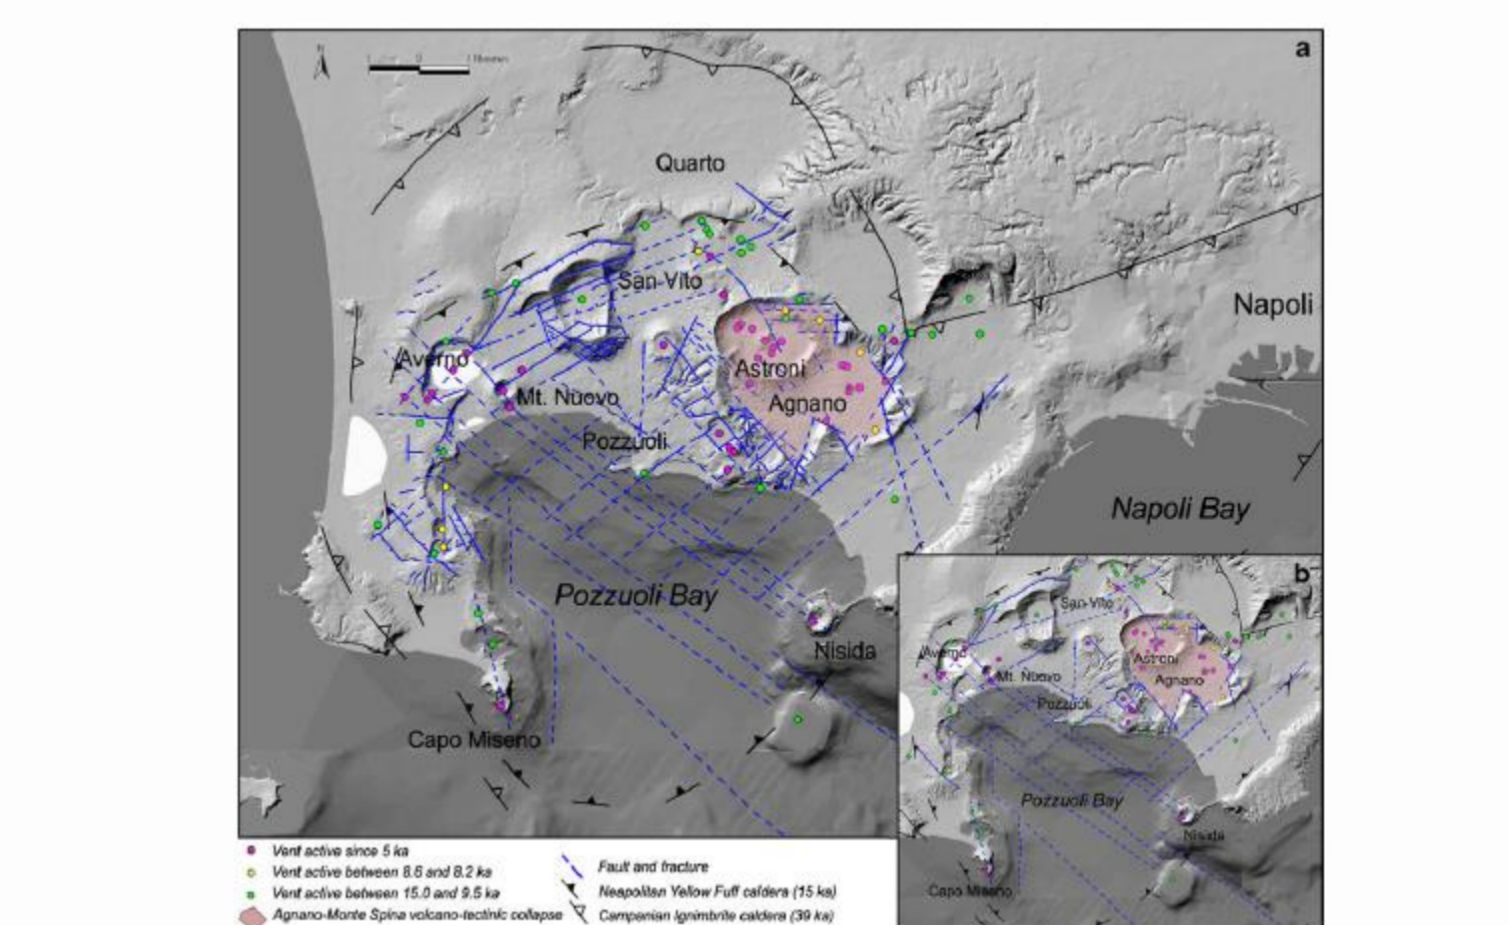 a
N
Quarto
San-Vito
Napoli
Averno
Astroni
Mt. Nuovo
Agnano
Pozzuoli
Napoli Bay
Pozzuoli Bay
Nisida
Capo Miseno
b
San-Vito
Averno
Astroni
Mt. Nuovo
Agnano
Pozzuoli
Pozzuoli Bay
Nisida
Capo Miseno
Vent active since 5 ka
Vent active between 8.6 and 8.2 ka
Vent active between 15.0 and 9.5 ka
Agnano-Monte Spina volcano-tectinic collapse
Fault and fracture
Neapolitan Yellow Fuff caldera (15 ka)
Campanian Ignimbrite caldera (39 ka)